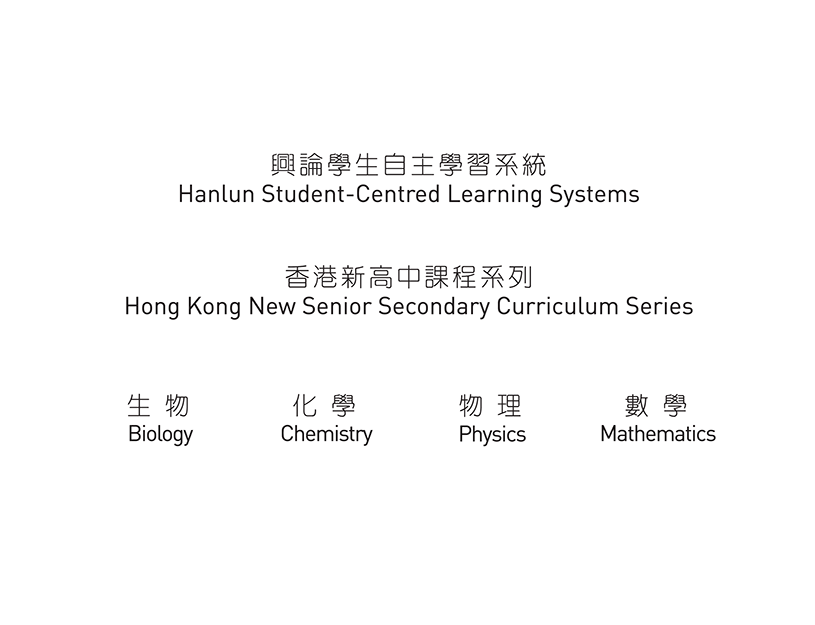 興論學生自主學習系統
Hanlun Student-Centred Learning Systems
香港新高中課程系列
Hong Kong New Senior Secondary Curriculum Series
生物 化學 物理 數學
Biology Chemistry Physics Mathematics